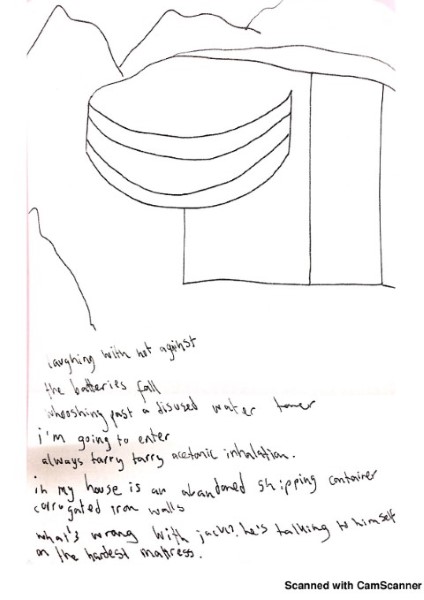 laughing with not against
the batteries fall
whooshing past a disused water tower
i'm going to enter
always tarry tarry acetonic inhalation.
in my house is an abandoned shipping container
corrugated iron walls
what's wrong with jack? he's talking to himself
on the hardest mattress.
Scanned with CamScanner